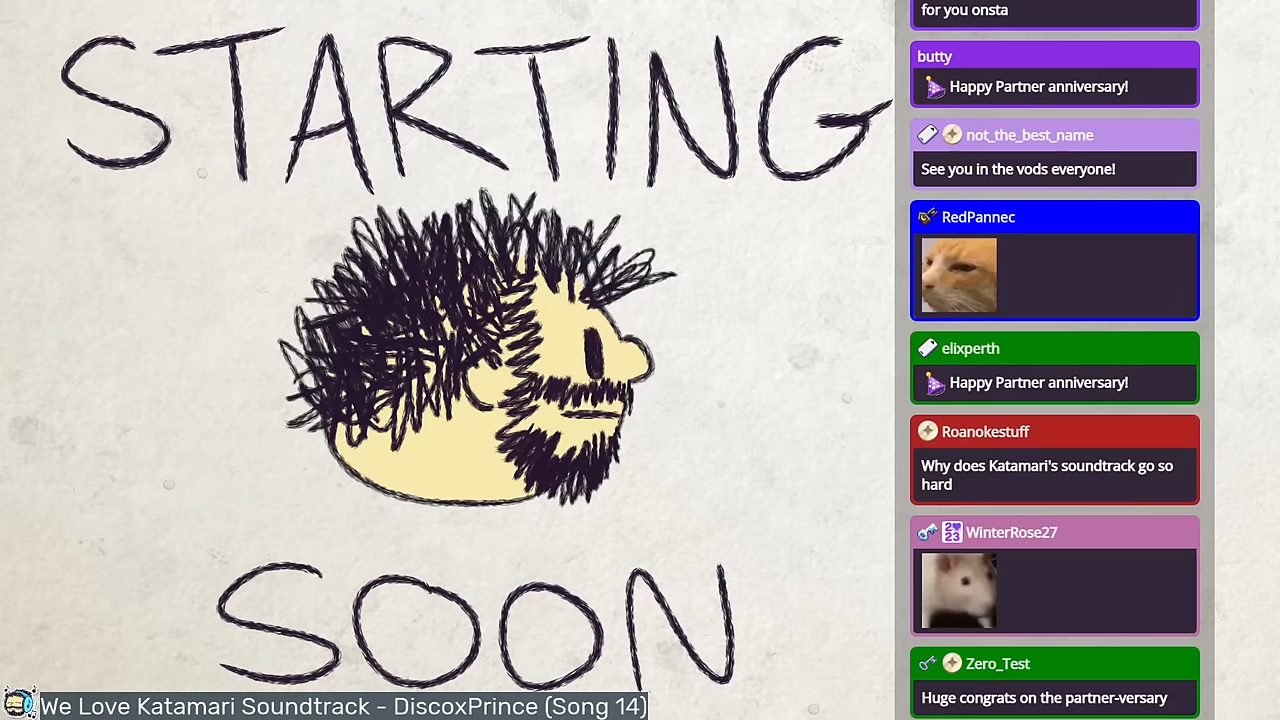 STARTING
SOON
We Love Katamari Soundtrack - DiscoxPrince (Song 14)
for you onsta
butty
Happy Partner anniversary!
not_the_best_name
See you in the vods everyone!
RedPannec
elixperth
Happy Partner anniversary!
Roanokestuff
Why does Katamari's soundtrack go so
hard
2023 WinterRose27
Zero_Test
Huge congrats on the partner-versary